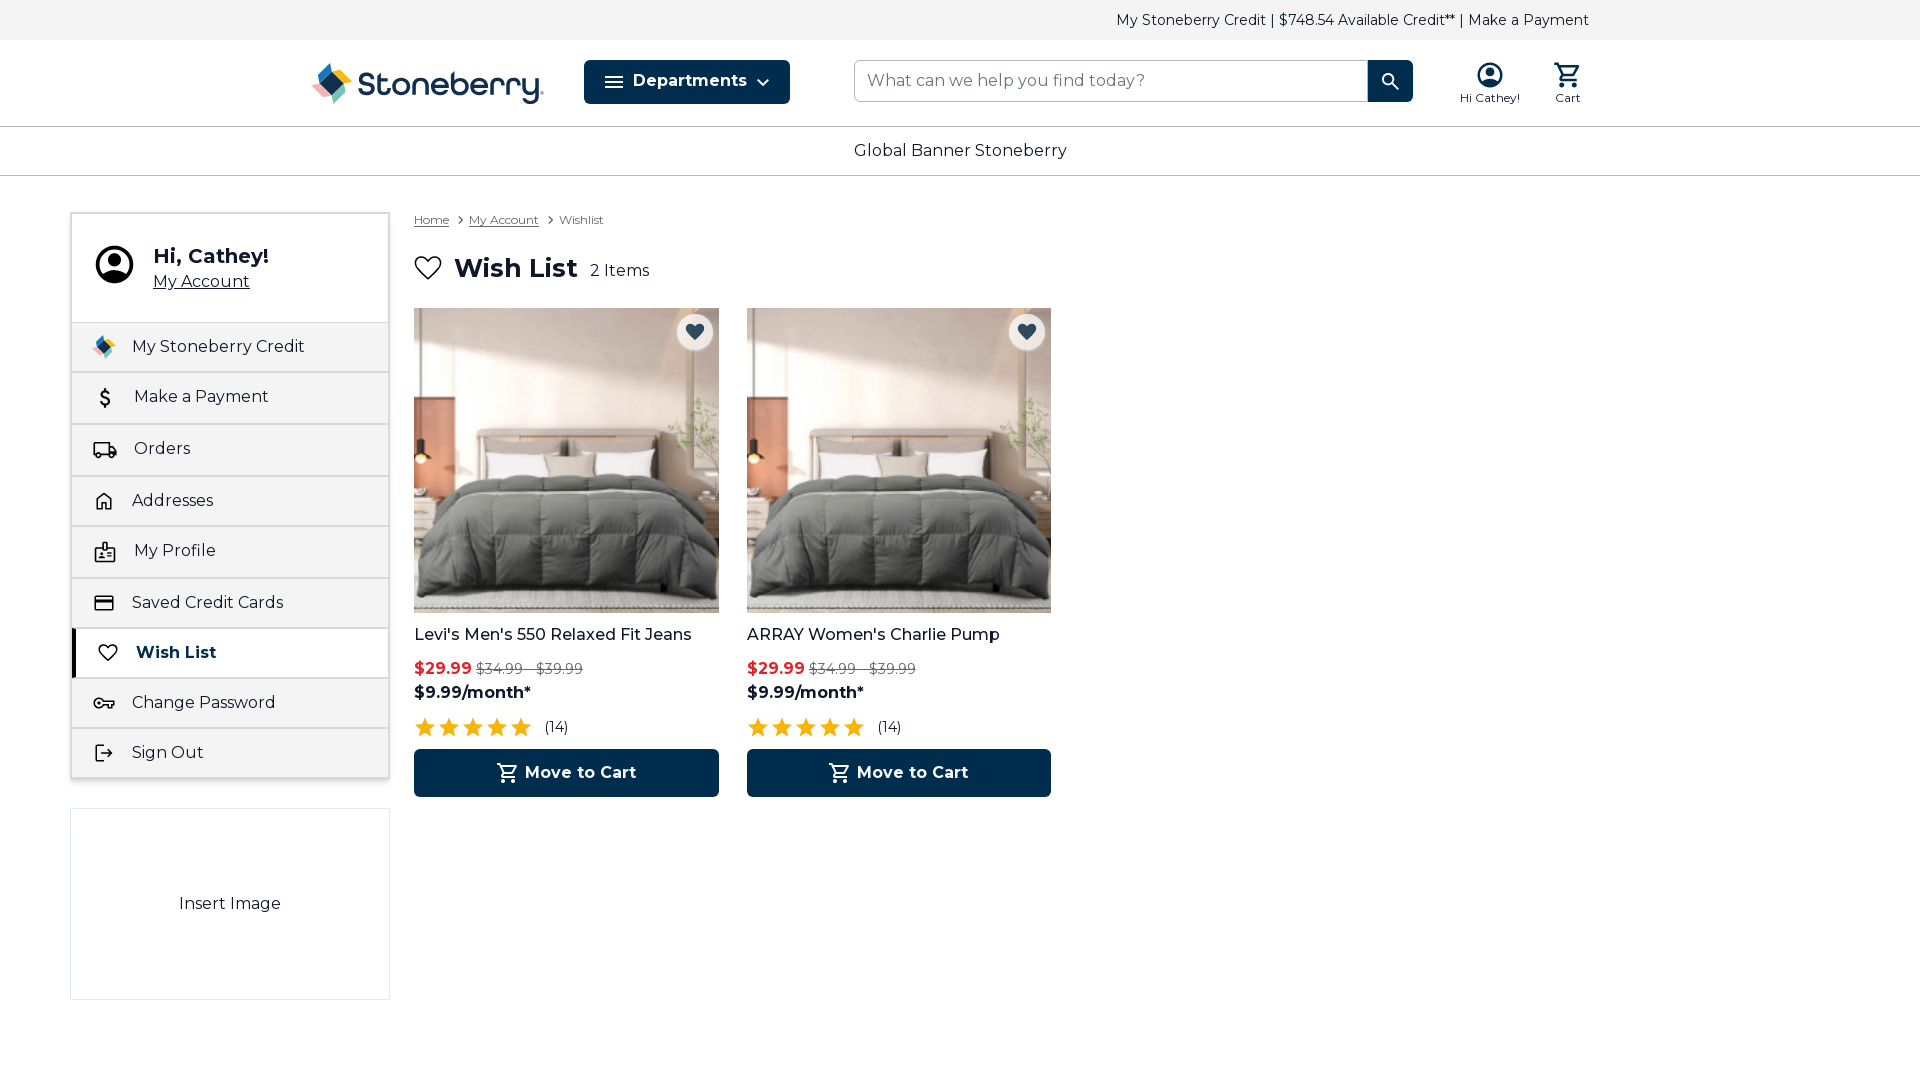 My Stoneberry Credit | $748.54 Available Credit** | Make a Payment
Stoneberry
Departments
What can we help you find today?
Hi Cathey!
Cart
Global Banner Stoneberry
Hi, Cathey!
My Account
My Stoneberry Credit
Make a Payment
Orders
Addresses
My Profile
Saved Credit Cards
Wish List
Change Password
Sign Out
Insert Image
Home > My Account > Wishlist
Wish List 2 Items
Levi's Men's 550 Relaxed Fit Jeans
$29.99 $34.99 - $39.99
$9.99/month*
(14)
Move to Cart
ARRAY Women's Charlie Pump
$29.99 $34.99 - $39.99
$9.99/month*
(14)
Move to Cart